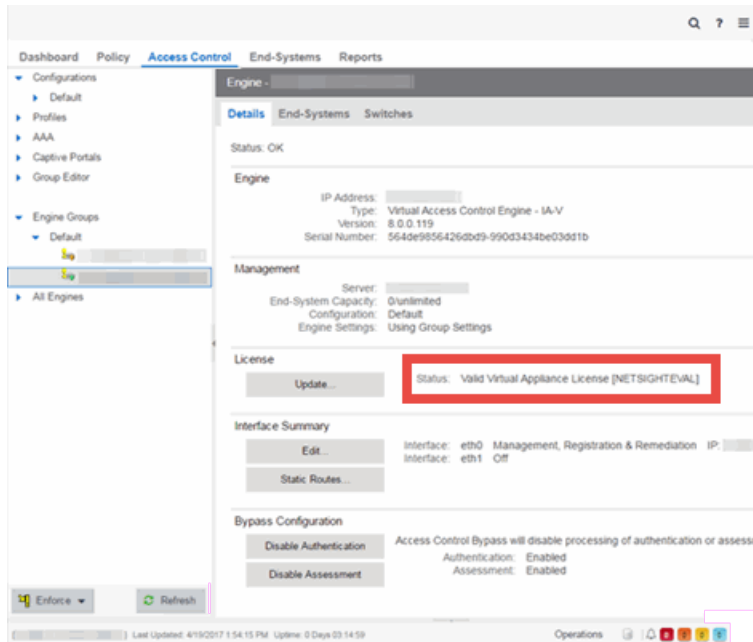 Dashboard Policy Access Control End-Systems Reports
Configurations
Default
Profiles
AAA
Captive Portals
Group Editor
Engine Groups
Default
All Engines
Enforce
Refresh
Engine -
Details End-Systems Switches
Status: OK
Engine
IP Address:
Type: Virtual Access Control Engine - IA-V
Version: 8.0.0.119
Serial Number: 564de9856426dbd9-990d3434be03dd1b
Management
Server:
End-System Capacity: 0/unlimited
Configuration: Default
Engine Settings: Using Group Settings
License
Update...
Status: Valid Virtual Appliance License [NETSIGHTEVAL]
Interface Summary
Edit...
Static Routes...
Interface: eth0 Management, Registration & Remediation IP:
Interface: eth1 Off
Bypass Configuration
Disable Authentication
Disable Assessment
Access Control Bypass will disable processing of authentication or assess
Authentication: Enabled
Assessment: Enabled
Last Updated: 4/19/2017 1:54:15 PM Uptime: 0 Days 03:14:59
Operations